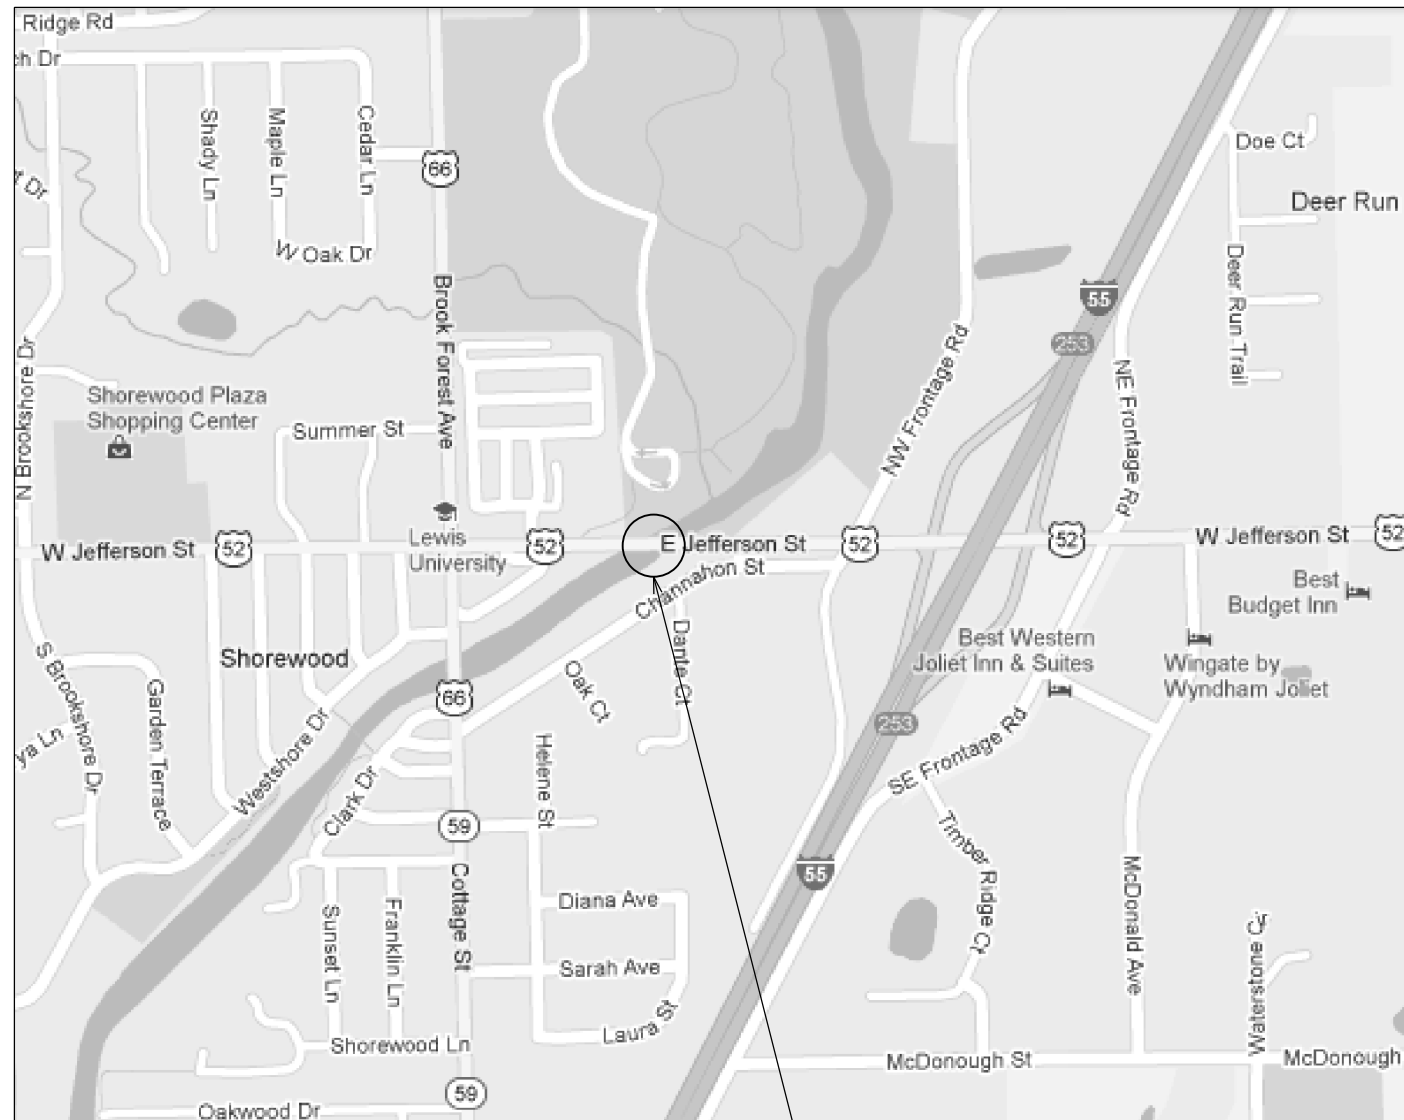 Ridge Rd
ch Dr
Shady Ln
Maple Ln
Cedar Ln
66
Doe Ct
Deer Run
W Oak Dr
Deer Run Trail
55
253
Brook Forest Ave
N Brookshore Dr
NW Frontage Rd
NE Frontage Rd
Shorewood Plaza
Shopping Center
Summer St
W Jefferson St
52
Lewis
University
52
E Jefferson St
52
52
W Jefferson St
52
Channahon St
Best
Budget Inn
Shorewood
S Brookshore Dr
Garden Terrace
Dante Ct
Oak Ct
Best Western
Joliet Inn & Suites
Wingate by
Wyndham Joliet
66
253
ya Ln
Westshore Dr
Clark Dr
Helene St
SE Frontage Rd
59
Timber Ridge Ct
55
McDonald Ave
Cottage St
Diana Ave
Sunset Ln
Franklin Ln
Sarah Ave
Waterstone Ct
Laura St
Shorewood Ln
McDonough St
McDonough
59
Oakwood Dr